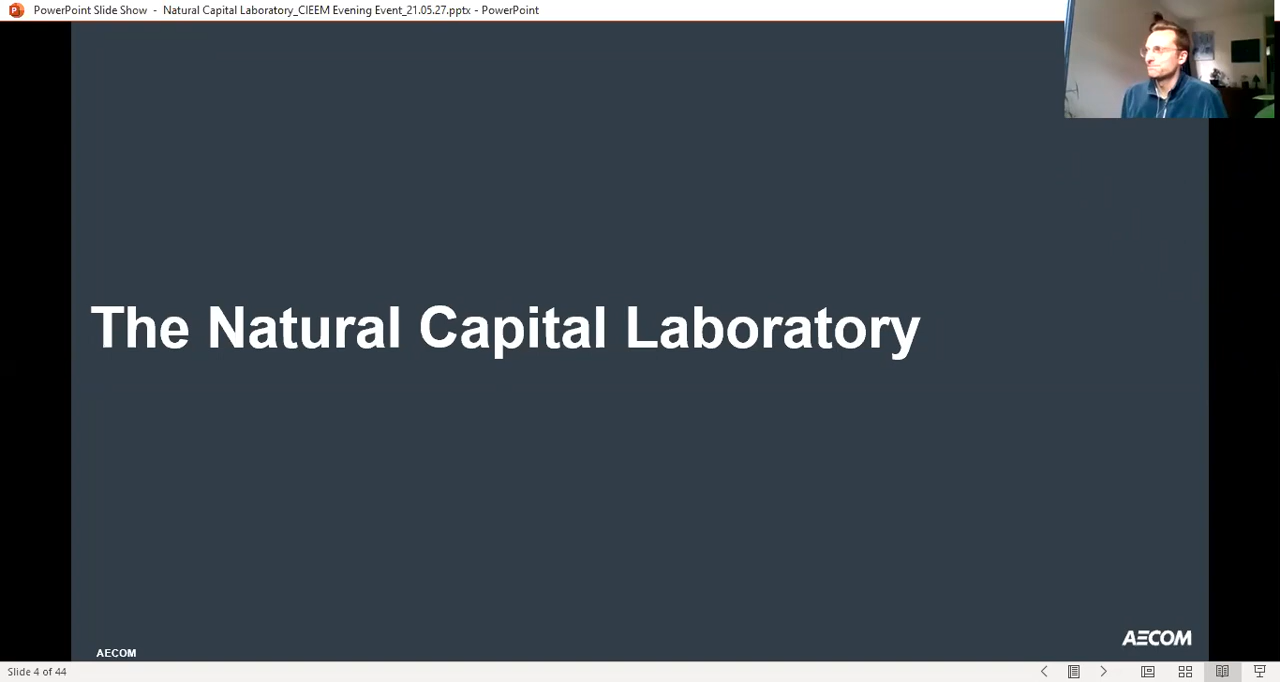 PowerPoint Slide Show - Natural Capital Laboratory_CIEEM Evening Event_21.05.27.pptx - PowerPoint
The Natural Capital Laboratory
AECOM
AECOM
Slide 4 of 44